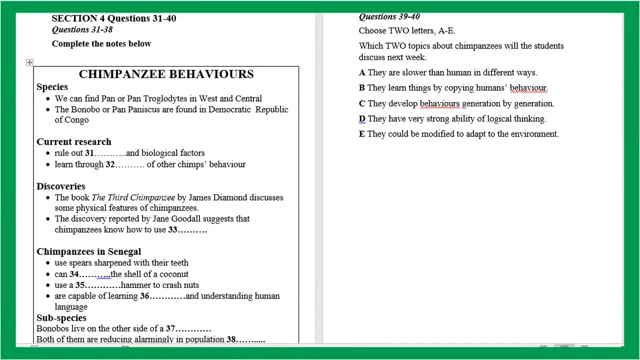 SECTION 4 Questions 31-40
Questions 31-38
Complete the notes below
CHIMPANZEE BEHAVIOURS
Species
• We can find Pan or Pan Troglodytes in West and Central
• The Bonobo or Pan Paniscus are found in Democratic Republic
of Congo
Current research
• rule out 31………..and biological factors
• learn through 32………. of other chimps' behaviour
Discoveries
• The book The Third Chimpanzee by James Diamond discusses
some physical features of chimpanzees.
• The discovery reported by Jane Goodall suggests that
chimpanzees know how to use 33……….
Chimpanzees in Senegal
• use spears sharpened with their teeth
• can 34………..the shell of a coconut
• use a 35…………hammer to crash nuts
• are capable of learning 36…………and understanding human
language
Sub-species
Bonobos live on the other side of a 37…………
Both of them are reducing alarmingly in population 38…….....
Questions 39-40
Choose TWO letters, A-E.
Which TWO topics about chimpanzees will the students
discuss next week.
A They are slower than human in different ways.
B They learn things by copying humans' behaviour.
C They develop behaviours generation by generation.
D They have very strong ability of logical thinking.
E They could be modified to adapt to the environment.